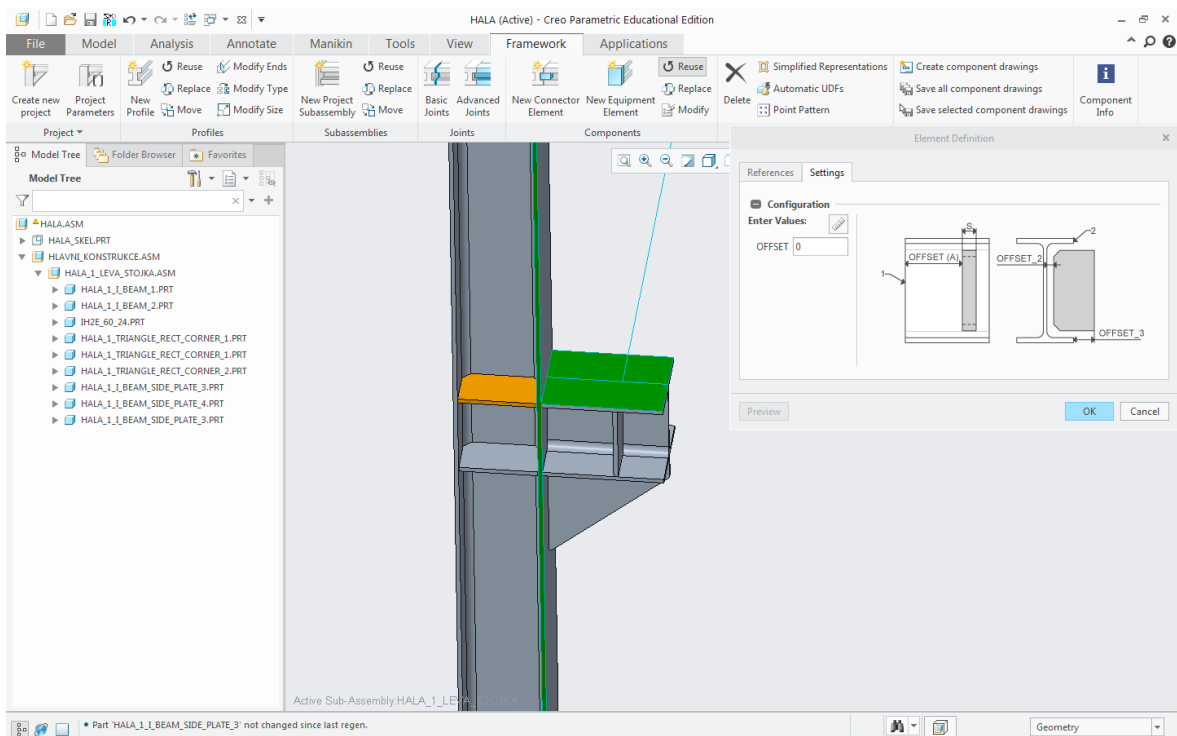 HALA (Active) - Creo Parametric Educational Edition
File Model Analysis Annotate Manikin Tools View Framework Applications
Create new project
Project Parameters
Project
New Profile
Reuse
Replace
Move
Modify Ends
Modify Type
Modify Size
Profiles
New Project Subassembly
Reuse
Replace
Move
Subassemblies
Basic Joints
Advanced Joints
Joints
New Connector Element
New Equipment Element
Reuse
Replace
Modify
Components
Delete
Simplified Representations
Automatic UDFs
Point Pattern
Create component drawings
Save all component drawings
Save selected component drawings
Component Info
Model Tree Folder Browser Favorites
Model Tree
HALA.ASM
HALA_SKEL.PRT
HLAVNI_KONSTRUKCE.ASM
HALA_1_LEVA_STOJKA.ASM
HALA_1_I_BEAM_1.PRT
HALA_1_I_BEAM_2.PRT
IH2E_60_24.PRT
HALA_1_TRIANGLE_RECT_CORNER_1.PRT
HALA_1_TRIANGLE_RECT_CORNER_1.PRT
HALA_1_TRIANGLE_RECT_CORNER_2.PRT
HALA_1_I_BEAM_SIDE_PLATE_3.PRT
HALA_1_I_BEAM_SIDE_PLATE_4.PRT
HALA_1_I_BEAM_SIDE_PLATE_3.PRT
Active Sub-Assembly:HALA_1_LEVA_STOJKA
Element Definition
References Settings
Configuration
Enter Values:
OFFSET 0
S
OFFSET (A)
1
2
OFFSET_2
OFFSET_3
Preview OK Cancel
• Part 'HALA_1_I_BEAM_SIDE_PLATE_3' not changed since last regen.
Geometry